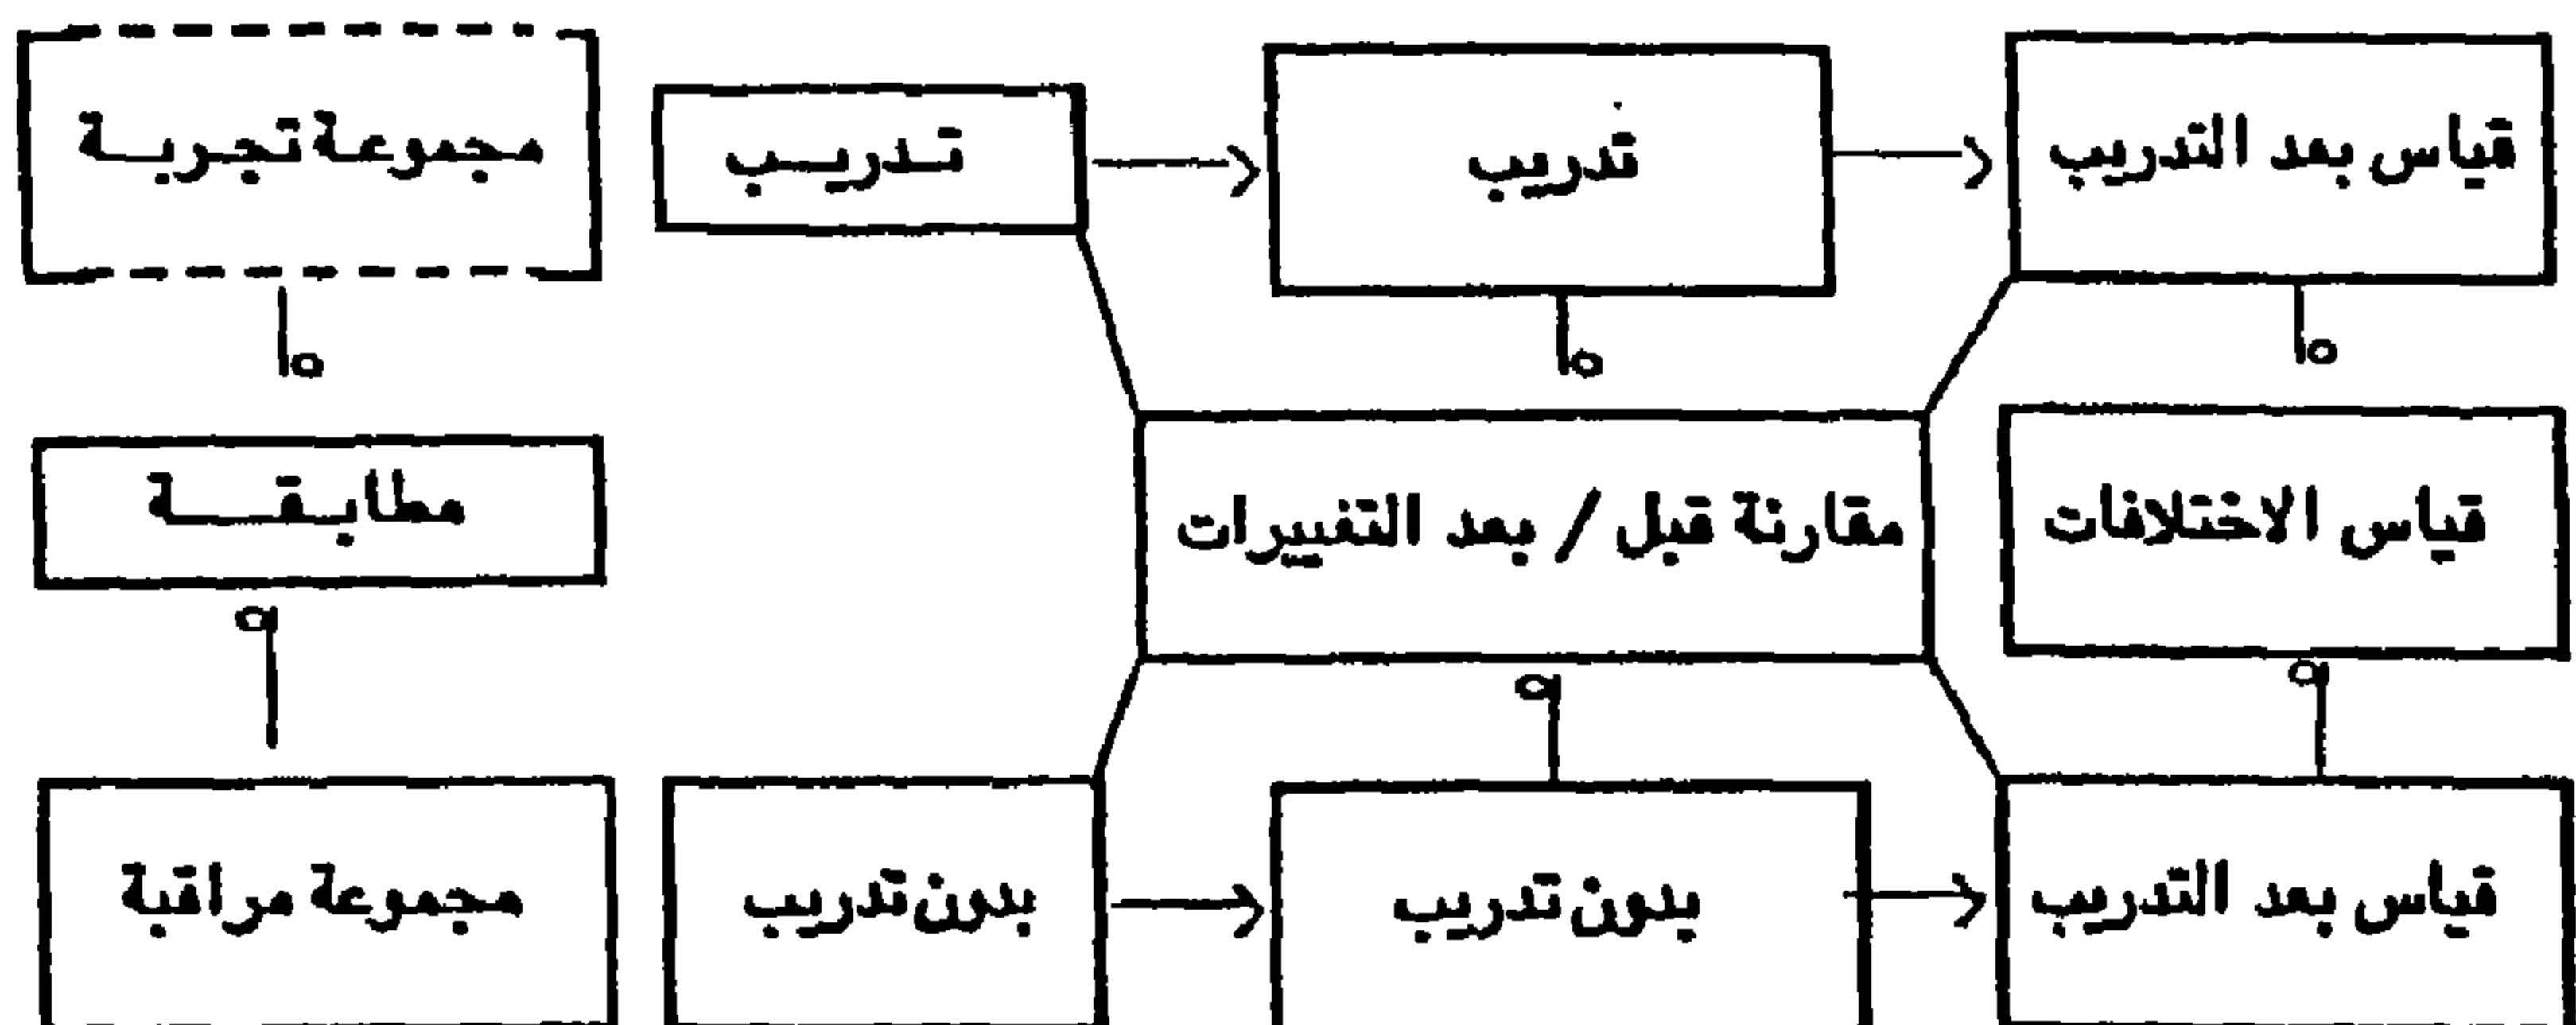 مجموعة تجربة
تدريب
تدريب
قياس بعد التدريب
مطابقة
مقارنة قبل / بعد التغييرات
قياس الاختلافات
مجموعة مراقبة
بدون تدريب
بدون تدريب
قياس بعد التدريب